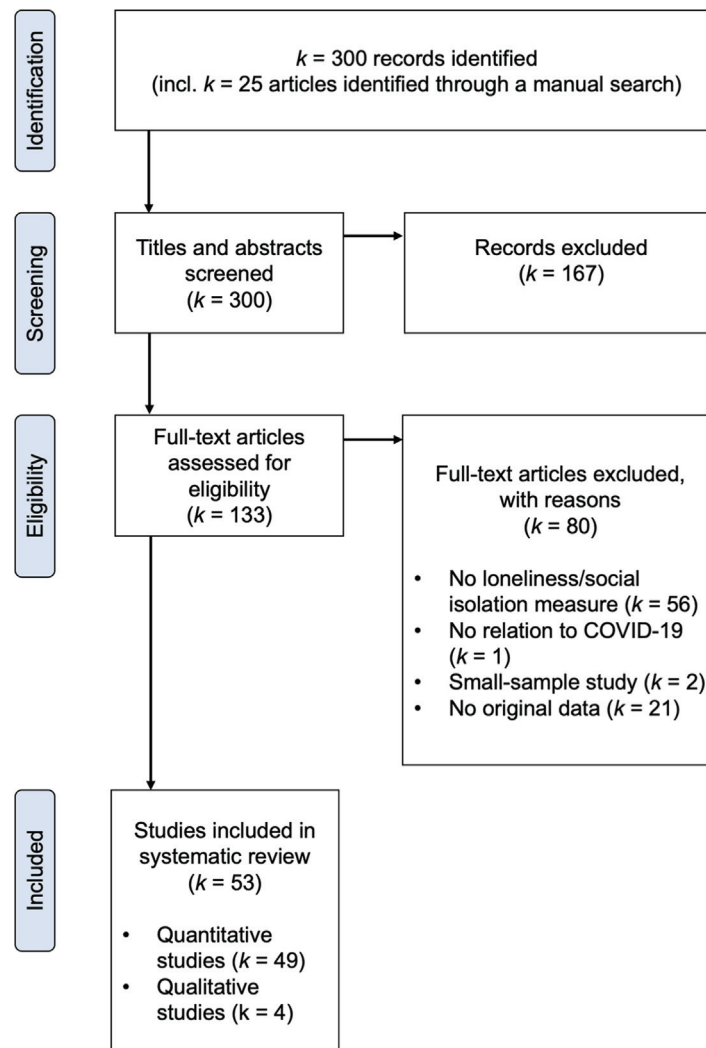 Identification
k = 300 records identified
(incl. k = 25 articles identified through a manual search)
Screening
Titles and abstracts
screened
(k = 300)
Records excluded
(k = 167)
Eligibility
Full-text articles
assessed for
eligibility
(k = 133)
Full-text articles excluded,
with reasons
(k = 80)
• No loneliness/social
isolation measure (k = 56)
• No relation to COVID-19
(k = 1)
• Small-sample study (k = 2)
• No original data (k = 21)
Included
Studies included in
systematic review
(k = 53)
• Quantitative
studies (k = 49)
• Qualitative
studies (k = 4)